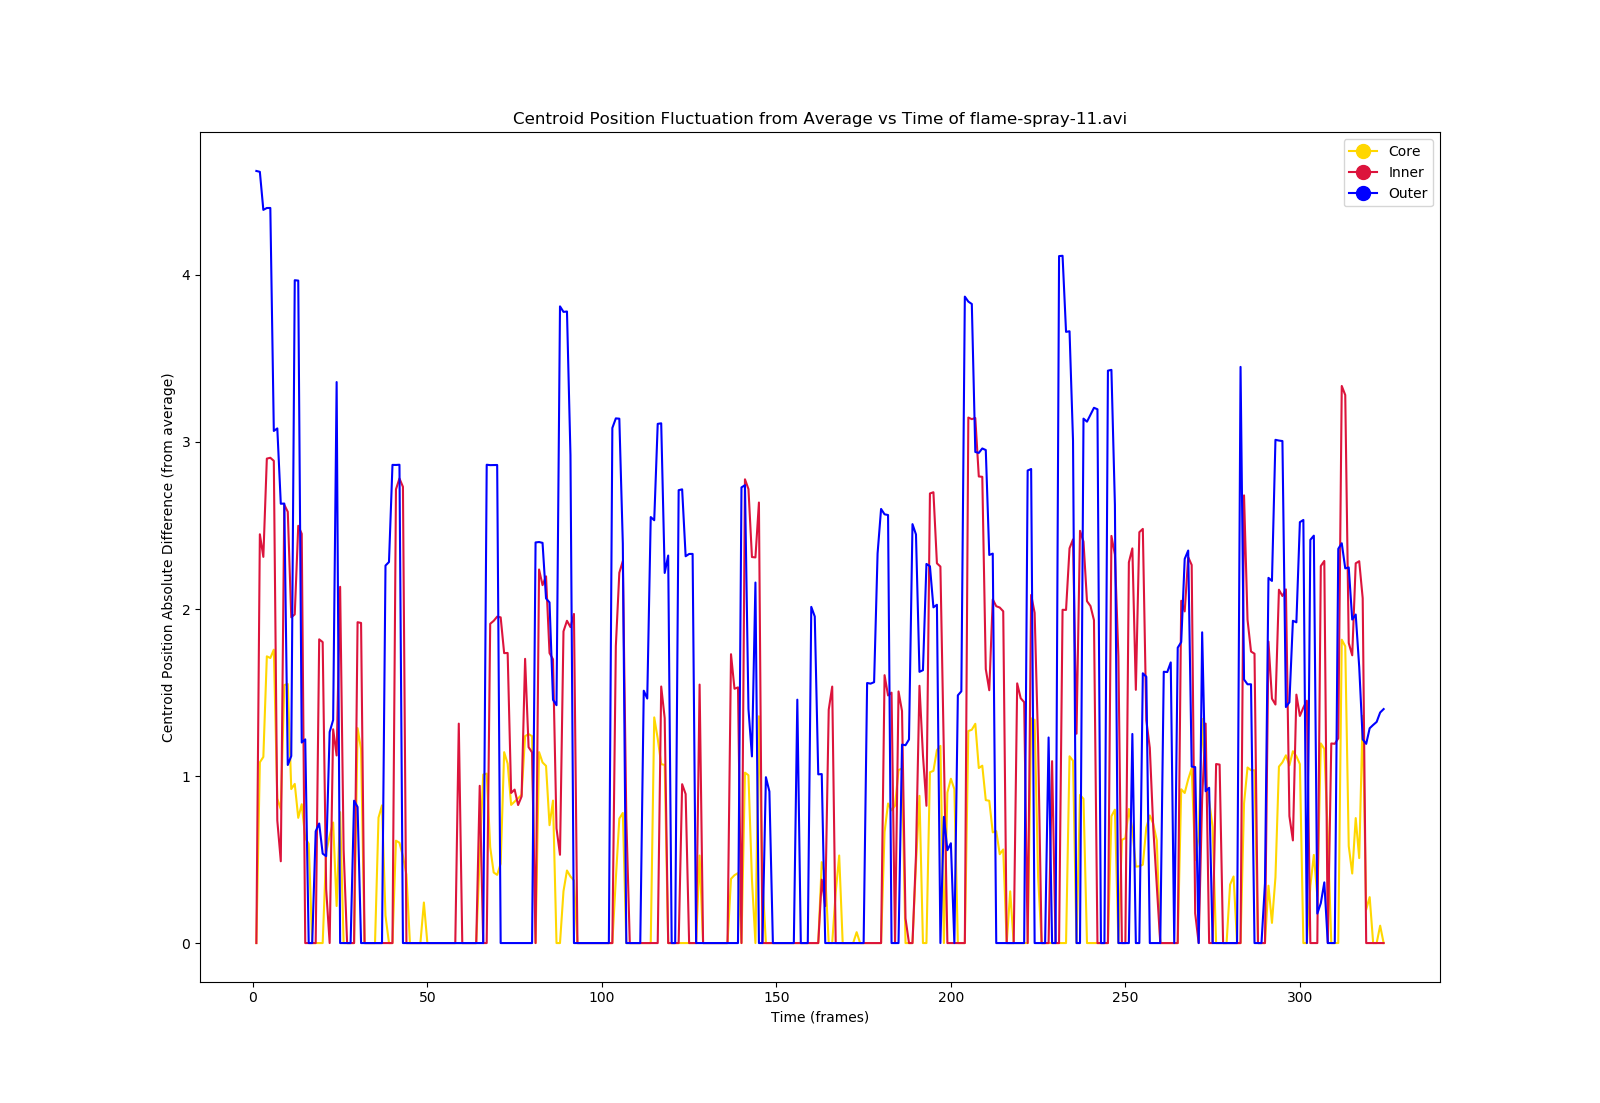 Centroid Position Fluctuation from Average vs Time of flame-spray-11.avi
Core
Inner
Outer
Centroid Position Absolute Difference (from average)
4
3
2
1
0
0 50 100 150 200 250 300
Time (frames)